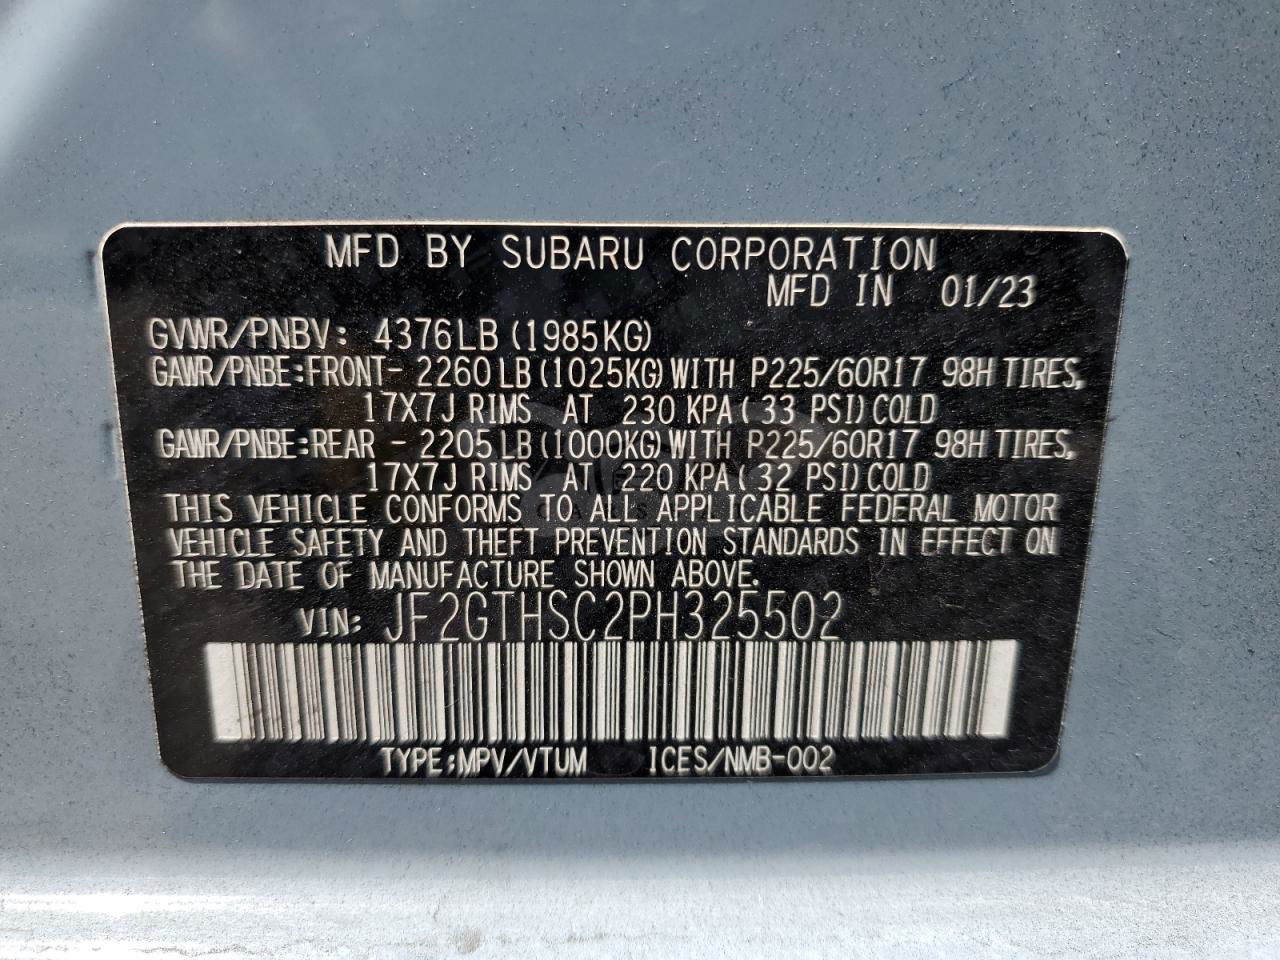 MFD BY SUBARU CORPORATION
MFD IN 01/23
GVWR/PNBV: 4376LB (1985KG)
GAWR/PNBE:FRONT- 2260LB (1025KG) WITH P225/60R17 98H TIRES,
17X7J RIMS AT 230 KPA (33 PSI) COLD
GAWR/PNBE:REAR - 2205LB (1000KG) WITH P225/60R17 98H TIRES,
17X7J RIMS AT 220 KPA (32 PSI) COLD
THIS VEHICLE CONFORMS TO ALL APPLICABLE FEDERAL MOTOR
VEHICLE SAFETY AND THEFT PREVENTION STANDARDS IN EFFECT ON
THE DATE OF MANUFACTURE SHOWN ABOVE.
VIN: JF2GTHSC2PH325502
TYPE:MPV/VTUM ICES/NMB-002